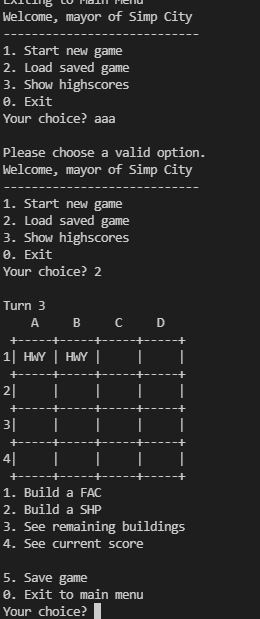 Exiting to Main Menu
Welcome, mayor of Simp City
----------------------------
1. Start new game
2. Load saved game
3. Show highscores
0. Exit
Your choice? aaa

Please choose a valid option.
Welcome, mayor of Simp City
----------------------------
1. Start new game
2. Load saved game
3. Show highscores
0. Exit
Your choice? 2

Turn 3
    A     B     C     D
 +-----+-----+-----+-----+
1| HWY | HWY |     |     |
 +-----+-----+-----+-----+
2|     |     |     |     |
 +-----+-----+-----+-----+
3|     |     |     |     |
 +-----+-----+-----+-----+
4|     |     |     |     |
 +-----+-----+-----+-----+
1. Build a FAC
2. Build a SHP
3. See remaining buildings
4. See current score

5. Save game
0. Exit to main menu
Your choice?